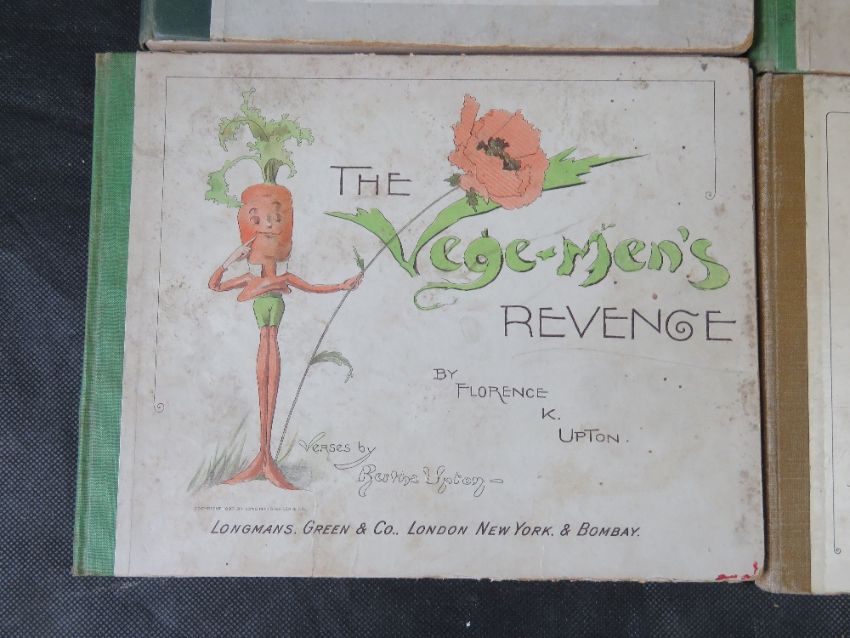 THE
Vege-Men's
REVENGE
BY
FLORENCE
K.
UPTON.
Verses by
Bertha Upton
LONGMANS, GREEN & CO., LONDON NEW YORK, & BOMBAY.